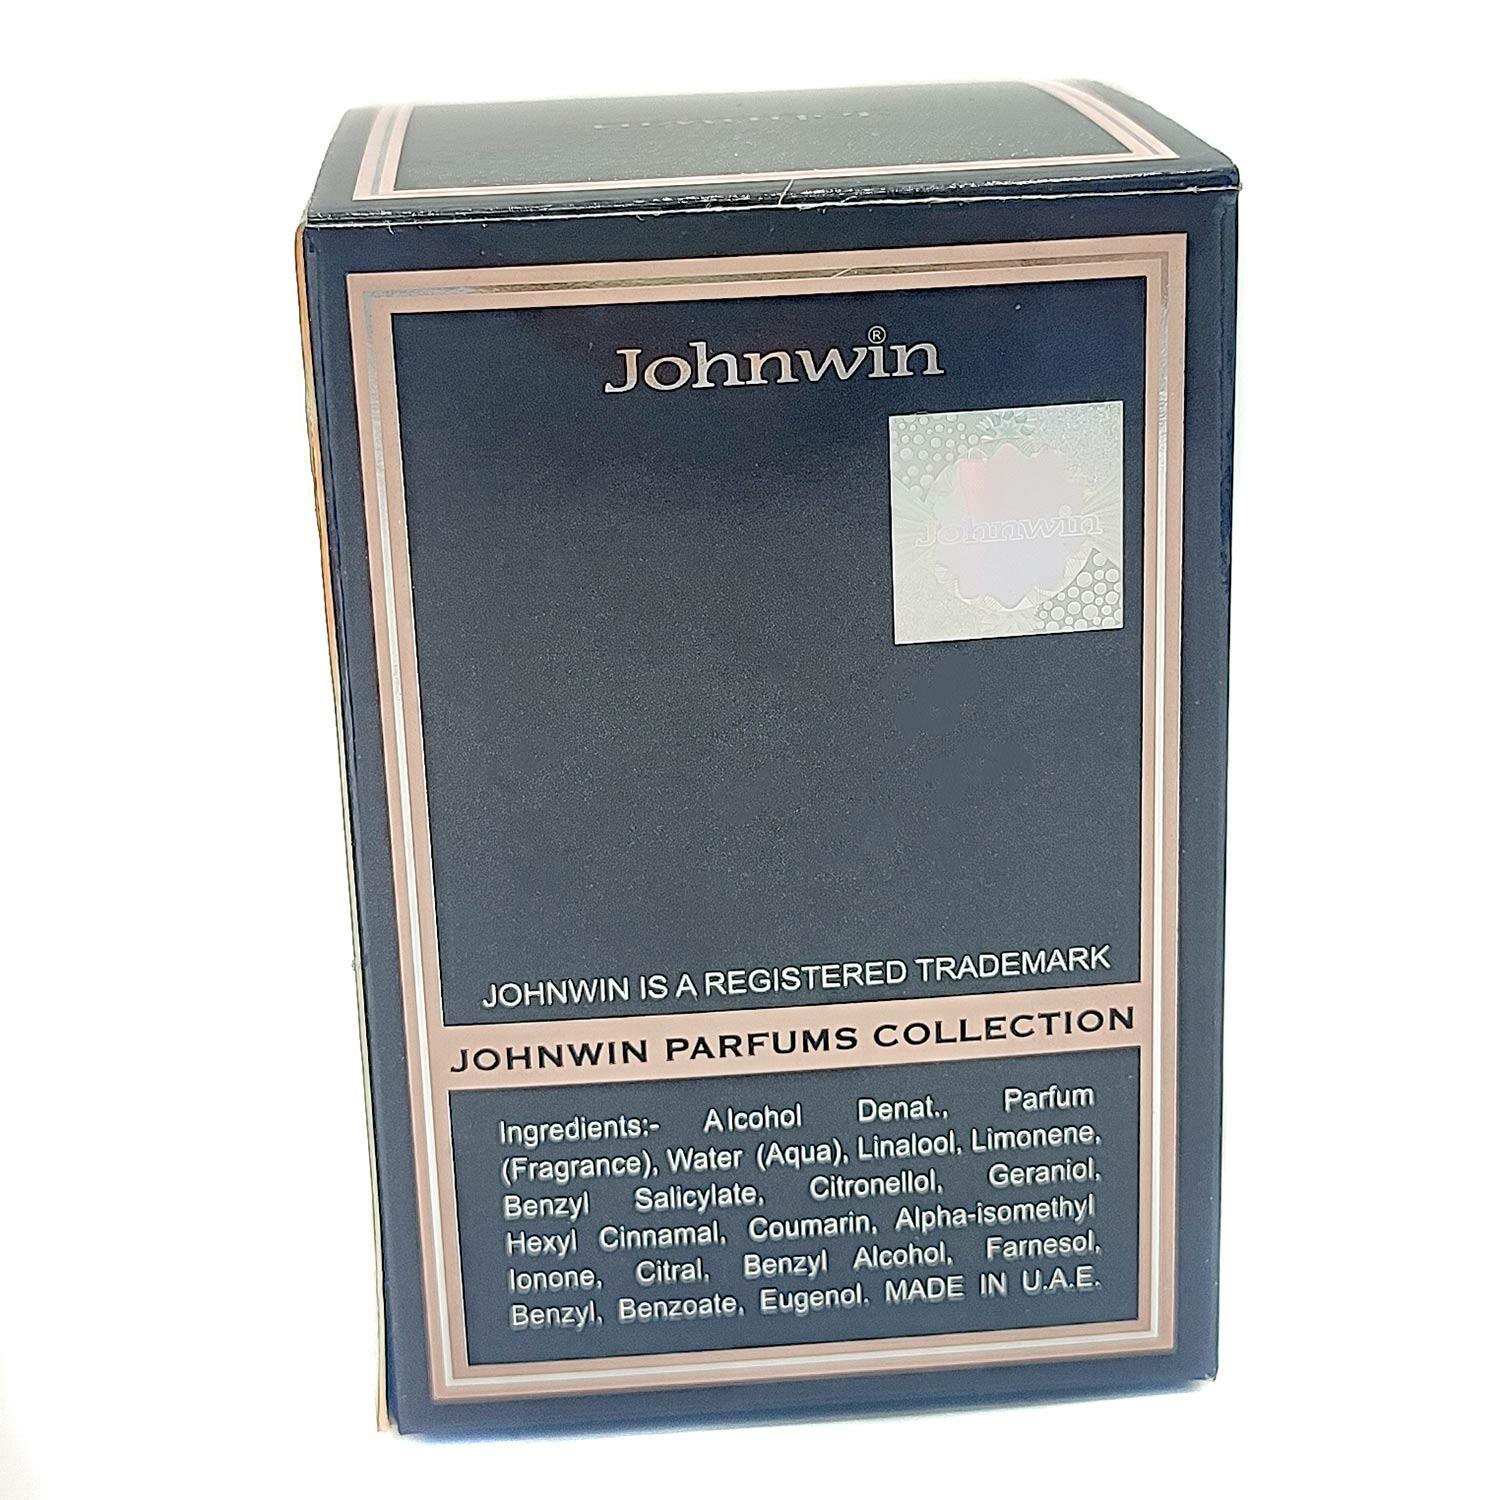 Johnwin®
Johnwin
JOHNWIN IS A REGISTERED TRADEMARK
JOHNWIN PARFUMS COLLECTION
Ingredients:- Alcohol Denat., Parfum
(Fragrance), Water (Aqua), Linalool, Limonene,
Benzyl Salicylate, Citronellol, Geraniol,
Hexyl Cinnamal, Coumarin, Alpha-isomethyl
Ionone, Citral, Benzyl Alcohol, Farnesol,
Benzyl, Benzoate, Eugenol. MADE IN U.A.E.